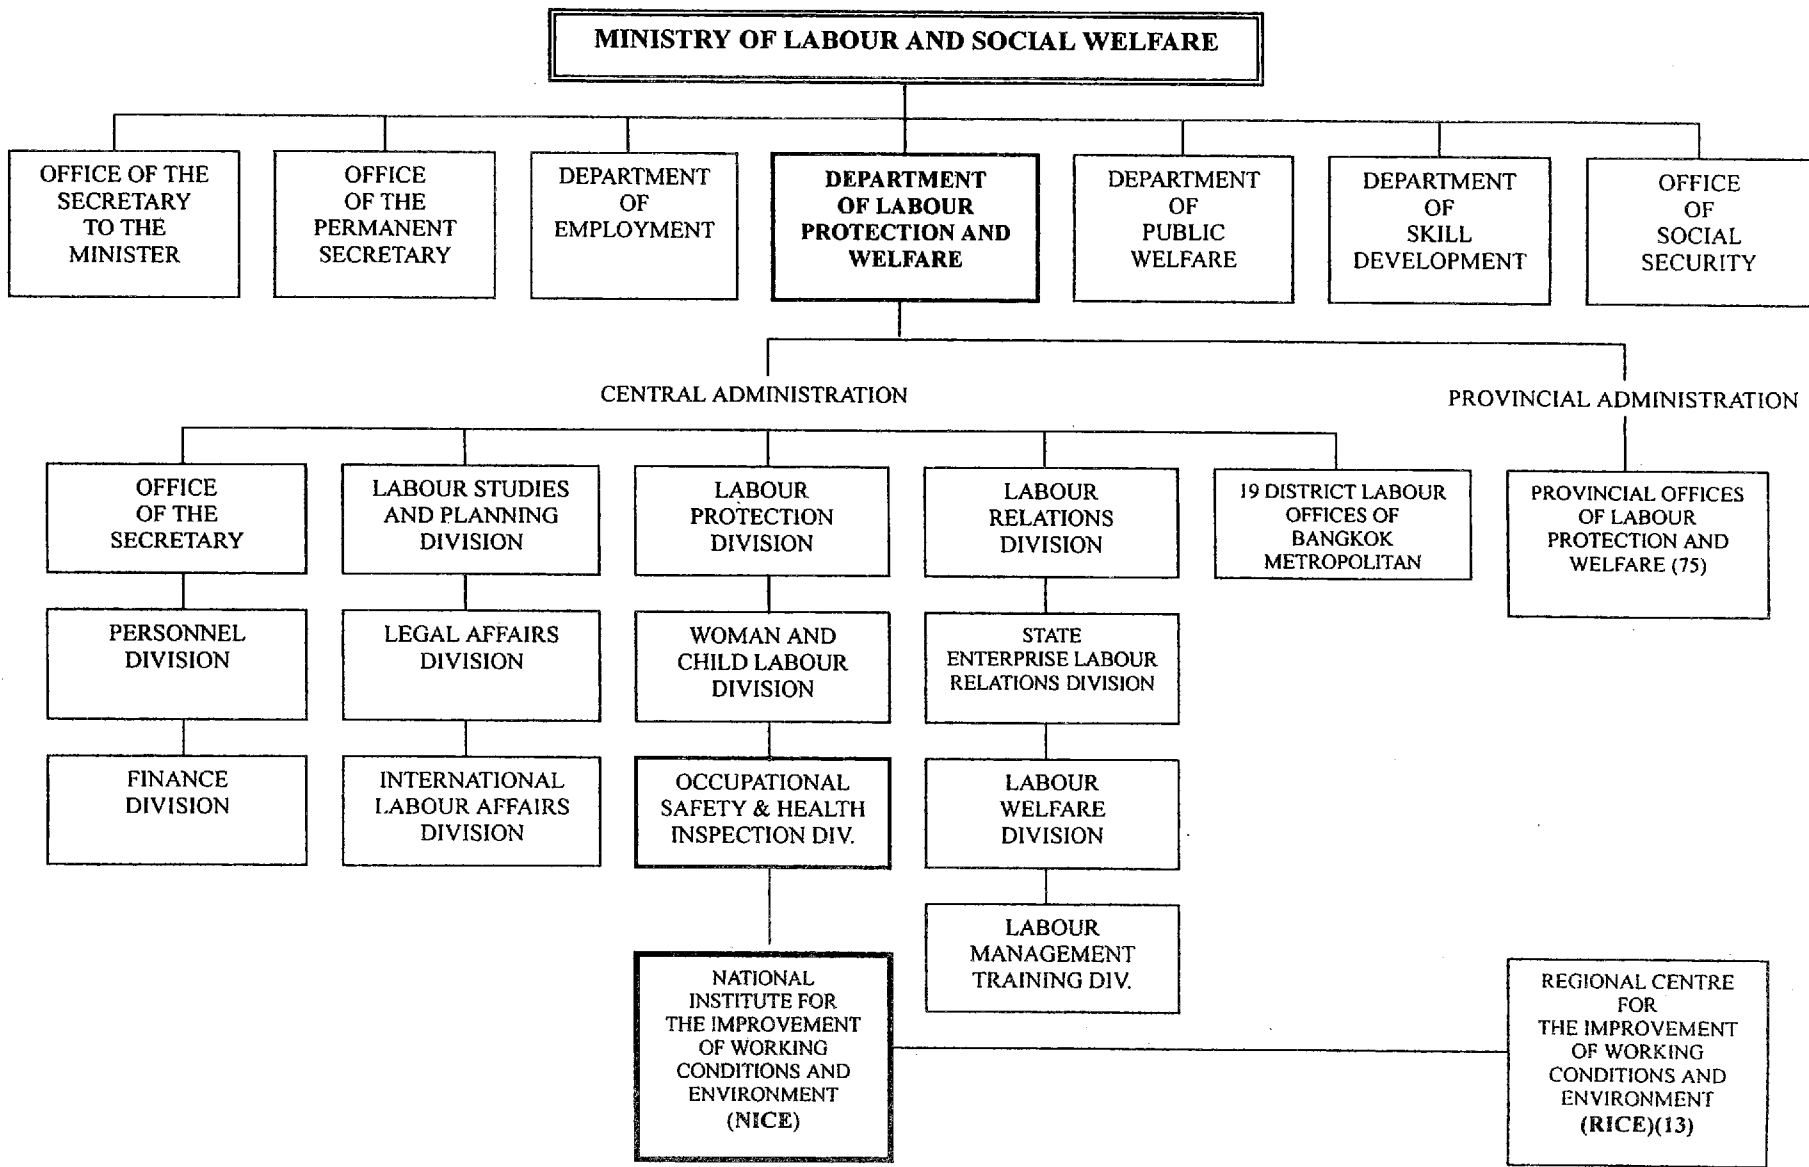 MINISTRY OF LABOUR AND SOCIAL WELFARE
OFFICE OF THE
SECRETARY
TO THE
MINISTER
OFFICE
OF THE
PERMANENT
SECRETARY
DEPARTMENT
OF
EMPLOYMENT
DEPARTMENT
OF LABOUR
PROTECTION AND
WELFARE
DEPARTMENT
OF
PUBLIC
WELFARE
DEPARTMENT
OF
SKILL
DEVELOPMENT
OFFICE
OF
SOCIAL
SECURITY
CENTRAL ADMINISTRATION
PROVINCIAL ADMINISTRATION
OFFICE
OF THE
SECRETARY
LABOUR STUDIES
AND PLANNING
DIVISION
LABOUR
PROTECTION
DIVISION
LABOUR
RELATIONS
DIVISION
19 DISTRICT LABOUR
OFFICES OF
BANGKOK
METROPOLITAN
PROVINCIAL OFFICES
OF LABOUR
PROTECTION AND
WELFARE (75)
PERSONNEL
DIVISION
LEGAL AFFAIRS
DIVISION
WOMAN AND
CHILD LABOUR
DIVISION
STATE
ENTERPRISE LABOUR
RELATIONS DIVISION
FINANCE
DIVISION
INTERNATIONAL
LABOUR AFFAIRS
DIVISION
OCCUPATIONAL
SAFETY & HEALTH
INSPECTION DIV.
LABOUR
WELFARE
DIVISION
LABOUR
MANAGEMENT
TRAINING DIV.
NATIONAL
INSTITUTE FOR
THE IMPROVEMENT
OF WORKING
CONDITIONS AND
ENVIRONMENT
(NICE)
REGIONAL CENTRE
FOR
THE IMPROVEMENT
OF WORKING
CONDITIONS AND
ENVIRONMENT
(RICE)(13)